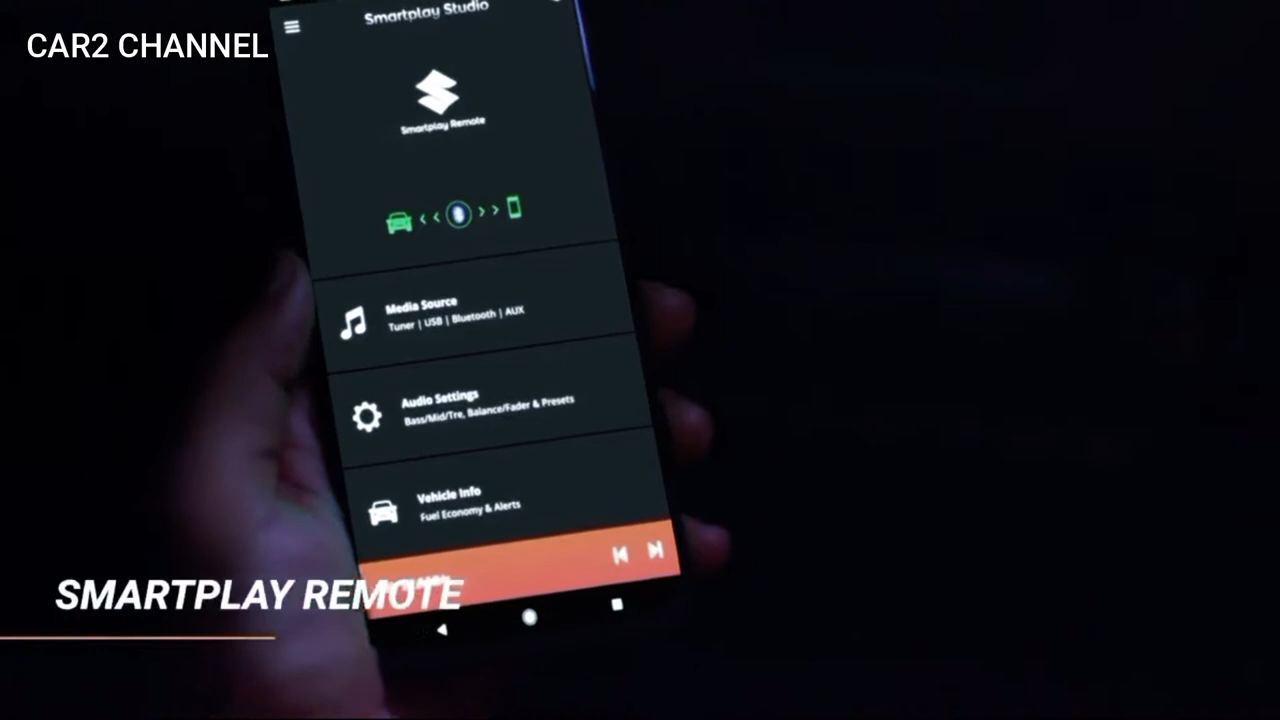 Smartplay Studio
CAR2 CHANNEL
Smartplay Remote
Media Source
Tuner | USB | Bluetooth | AUX
Audio Settings
Bass/Mid/Tre, Balance/Fader & Presets
Vehicle Info
Fuel Economy & Alerts
SMARTPLAY REMOTE